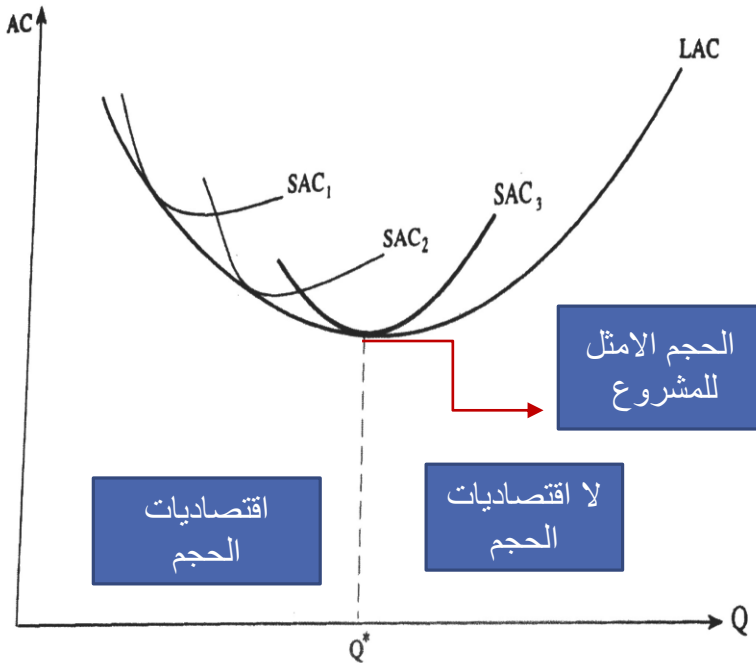 AC
LAC
SAC₁
SAC₃
SAC₂
الحجم الامثل
للمشروع
اقتصاديات
الحجم
لا اقتصاديات
الحجم
Q
Q*